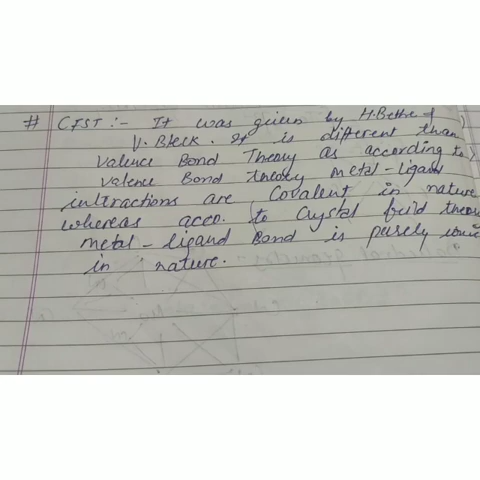 # CFST :- It was given by H.Bethe &
V. Bleck. It is different than
Valence Bond Theory as according to
Valence Bond theory metal-ligand
interactions are Covalent in nature
whereas acco. to Crystal feild theory
metal-ligand Bond is purely ionic
in nature.